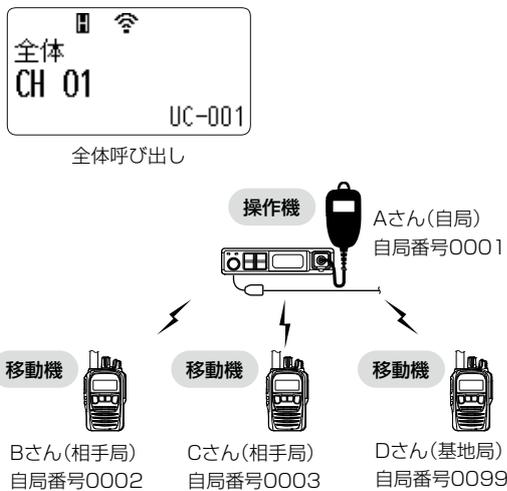 H
全体
CH 01
UC-001
全体呼び出し
操作機
Aさん(自局)
自局番号0001
移動機
移動機
移動機
Bさん(相手局)
自局番号0002
Cさん(相手局)
自局番号0003
Dさん(基地局)
自局番号0099